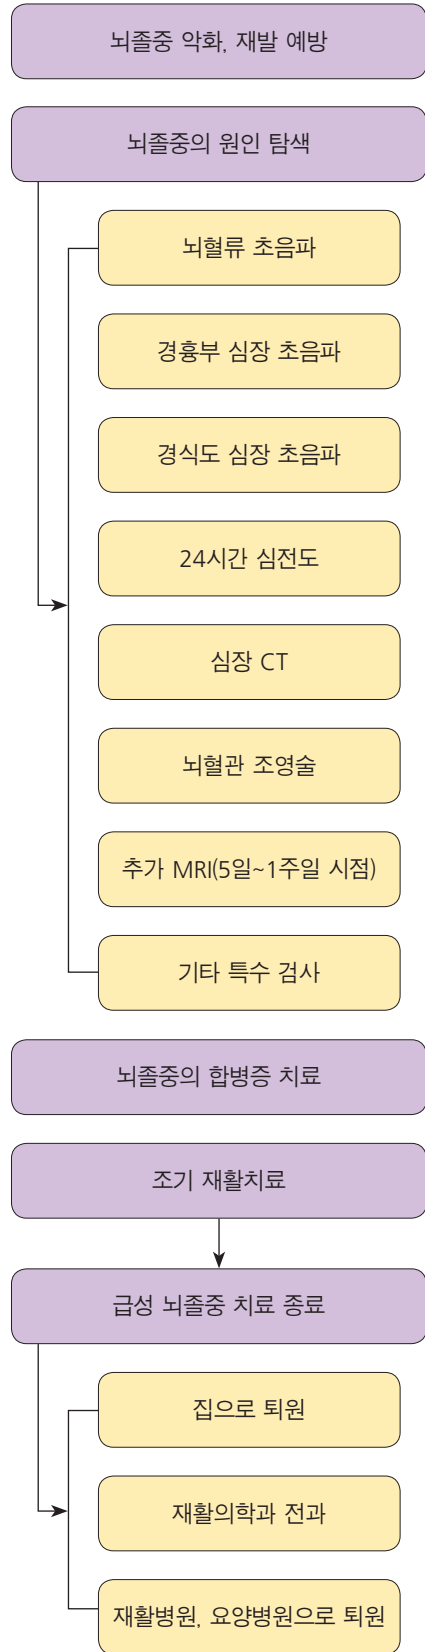 뇌졸중 악화, 재발 예방
뇌졸중의 원인 탐색
뇌혈류 초음파
경흉부 심장 초음파
경식도 심장 초음파
24시간 심전도
심장 CT
뇌혈관 조영술
추가 MRI(5일~1주일 시점)
기타 특수 검사
뇌졸중의 합병증 치료
조기 재활치료
급성 뇌졸중 치료 종료
집으로 퇴원
재활의학과 전과
재활병원, 요양병원으로 퇴원